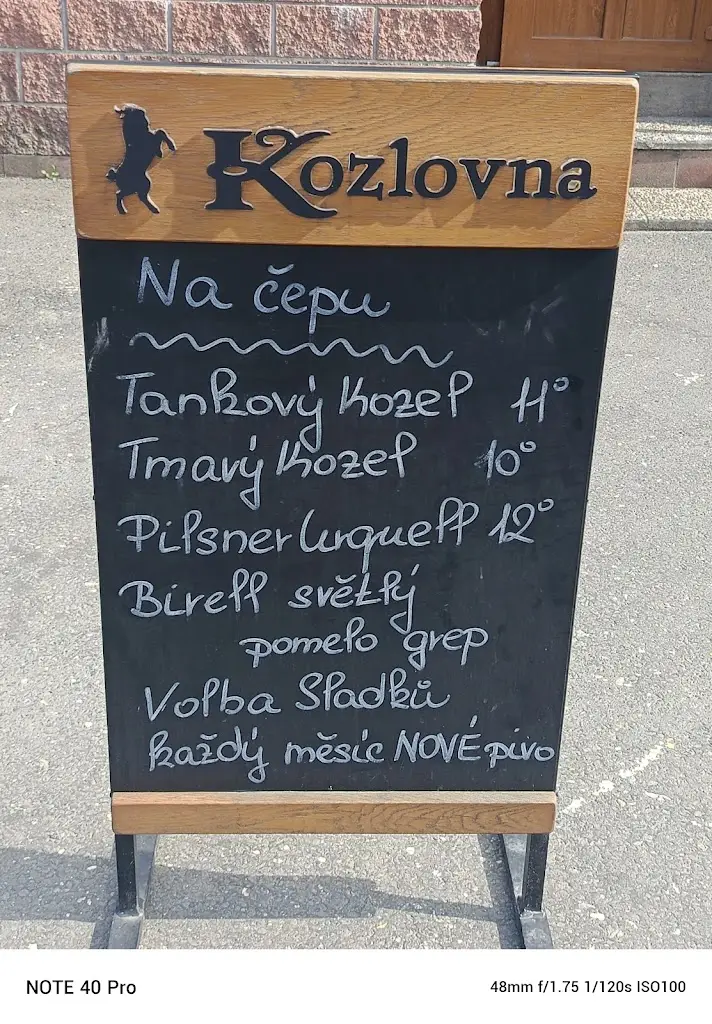 Kozlovna
Na čepu
Tankový Kozel 11°
Tmavý Kozel 10°
Pilsner Urquell 12°
Birell světlý
pomelo grep
Volba Sládků
každý měsíc NOVÉ pivo
NOTE 40 Pro
48mm f/1.75 1/120s ISO100